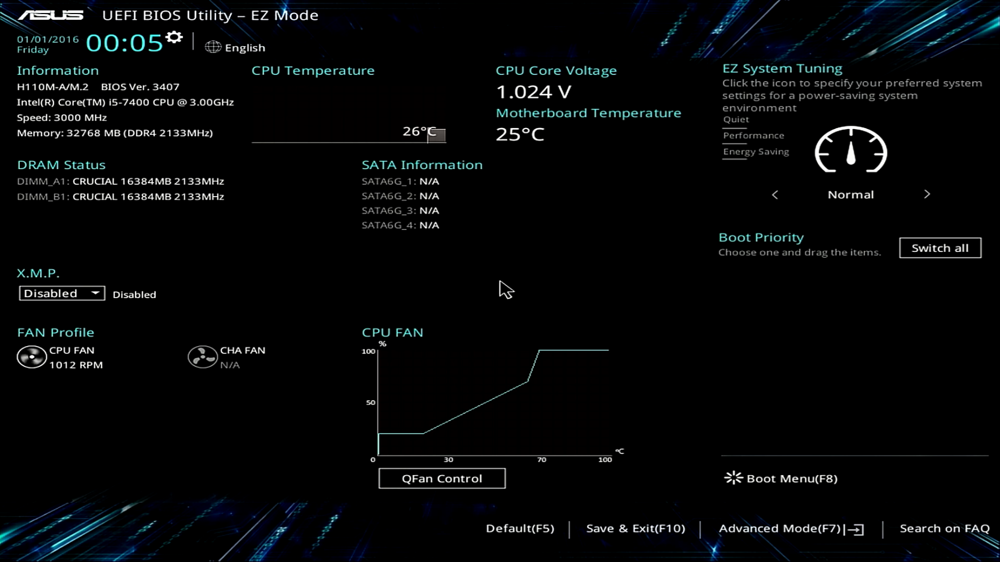 ASUS UEFI BIOS Utility – EZ Mode
01/01/2016
Friday
00:05
English
Information
H110M-A/M.2 BIOS Ver. 3407
Intel(R) Core(TM) i5-7400 CPU @ 3.00GHz
Speed: 3000 MHz
Memory: 32768 MB (DDR4 2133MHz)
CPU Temperature
26°C
CPU Core Voltage
1.024 V
Motherboard Temperature
25°C
EZ System Tuning
Click the icon to specify your preferred system
settings for a power-saving system
environment
Quiet
Performance
Energy Saving
< Normal >
DRAM Status
DIMM_A1: CRUCIAL 16384MB 2133MHz
DIMM_B1: CRUCIAL 16384MB 2133MHz
SATA Information
SATA6G_1: N/A
SATA6G_2: N/A
SATA6G_3: N/A
SATA6G_4: N/A
Boot Priority
Choose one and drag the items.
Switch all
X.M.P.
Disabled Disabled
FAN Profile
CPU FAN
1012 RPM
CHA FAN
N/A
CPU FAN
%
100
50
°C
0 30 70 100
QFan Control
Boot Menu(F8)
Default(F5) | Save & Exit(F10) | Advanced Mode(F7) | Search on FAQ